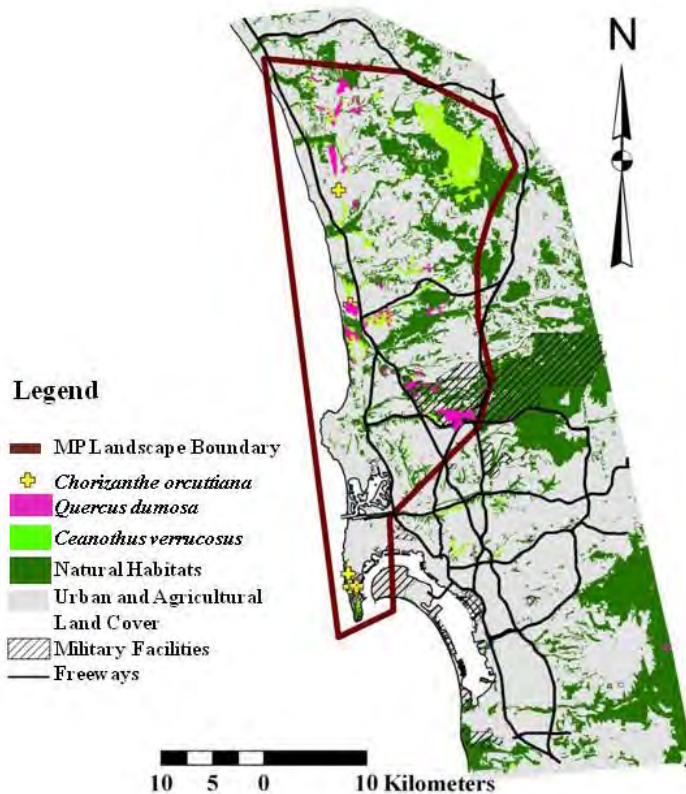 N
Legend
MP Landscape Boundary
Chorizanthe orcuttiana
Quercus dumosa
Ceanothus verrucosus
Natural Habitats
Urban and Agricultural
Land Cover
Military Facilities
Freeways
10 5 0 10 Kilometers